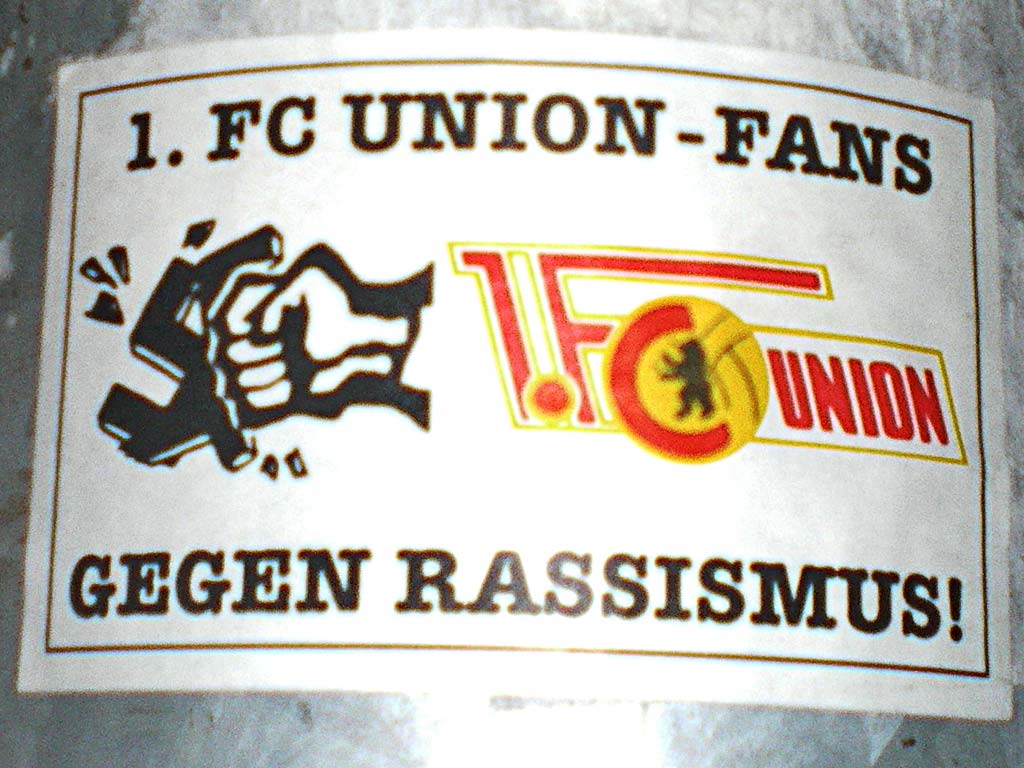 1. FC UNION-FANS
1. FC UNION
GEGEN RASSISMUS!